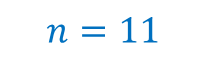 n = 11